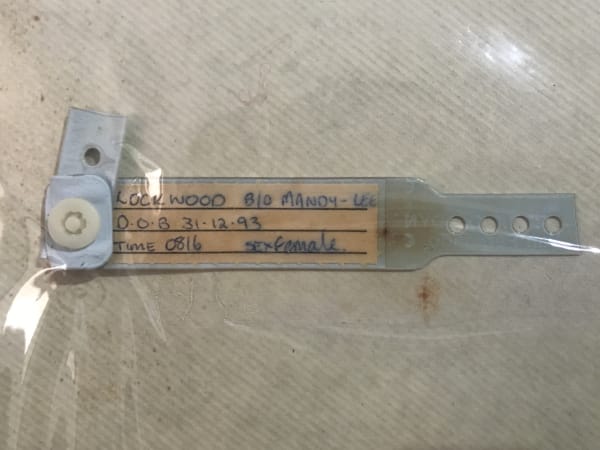 LOCKWOOD B/O MANDY-LEE
D.O.B 31.12.93
TIME 0816 SEX Female.